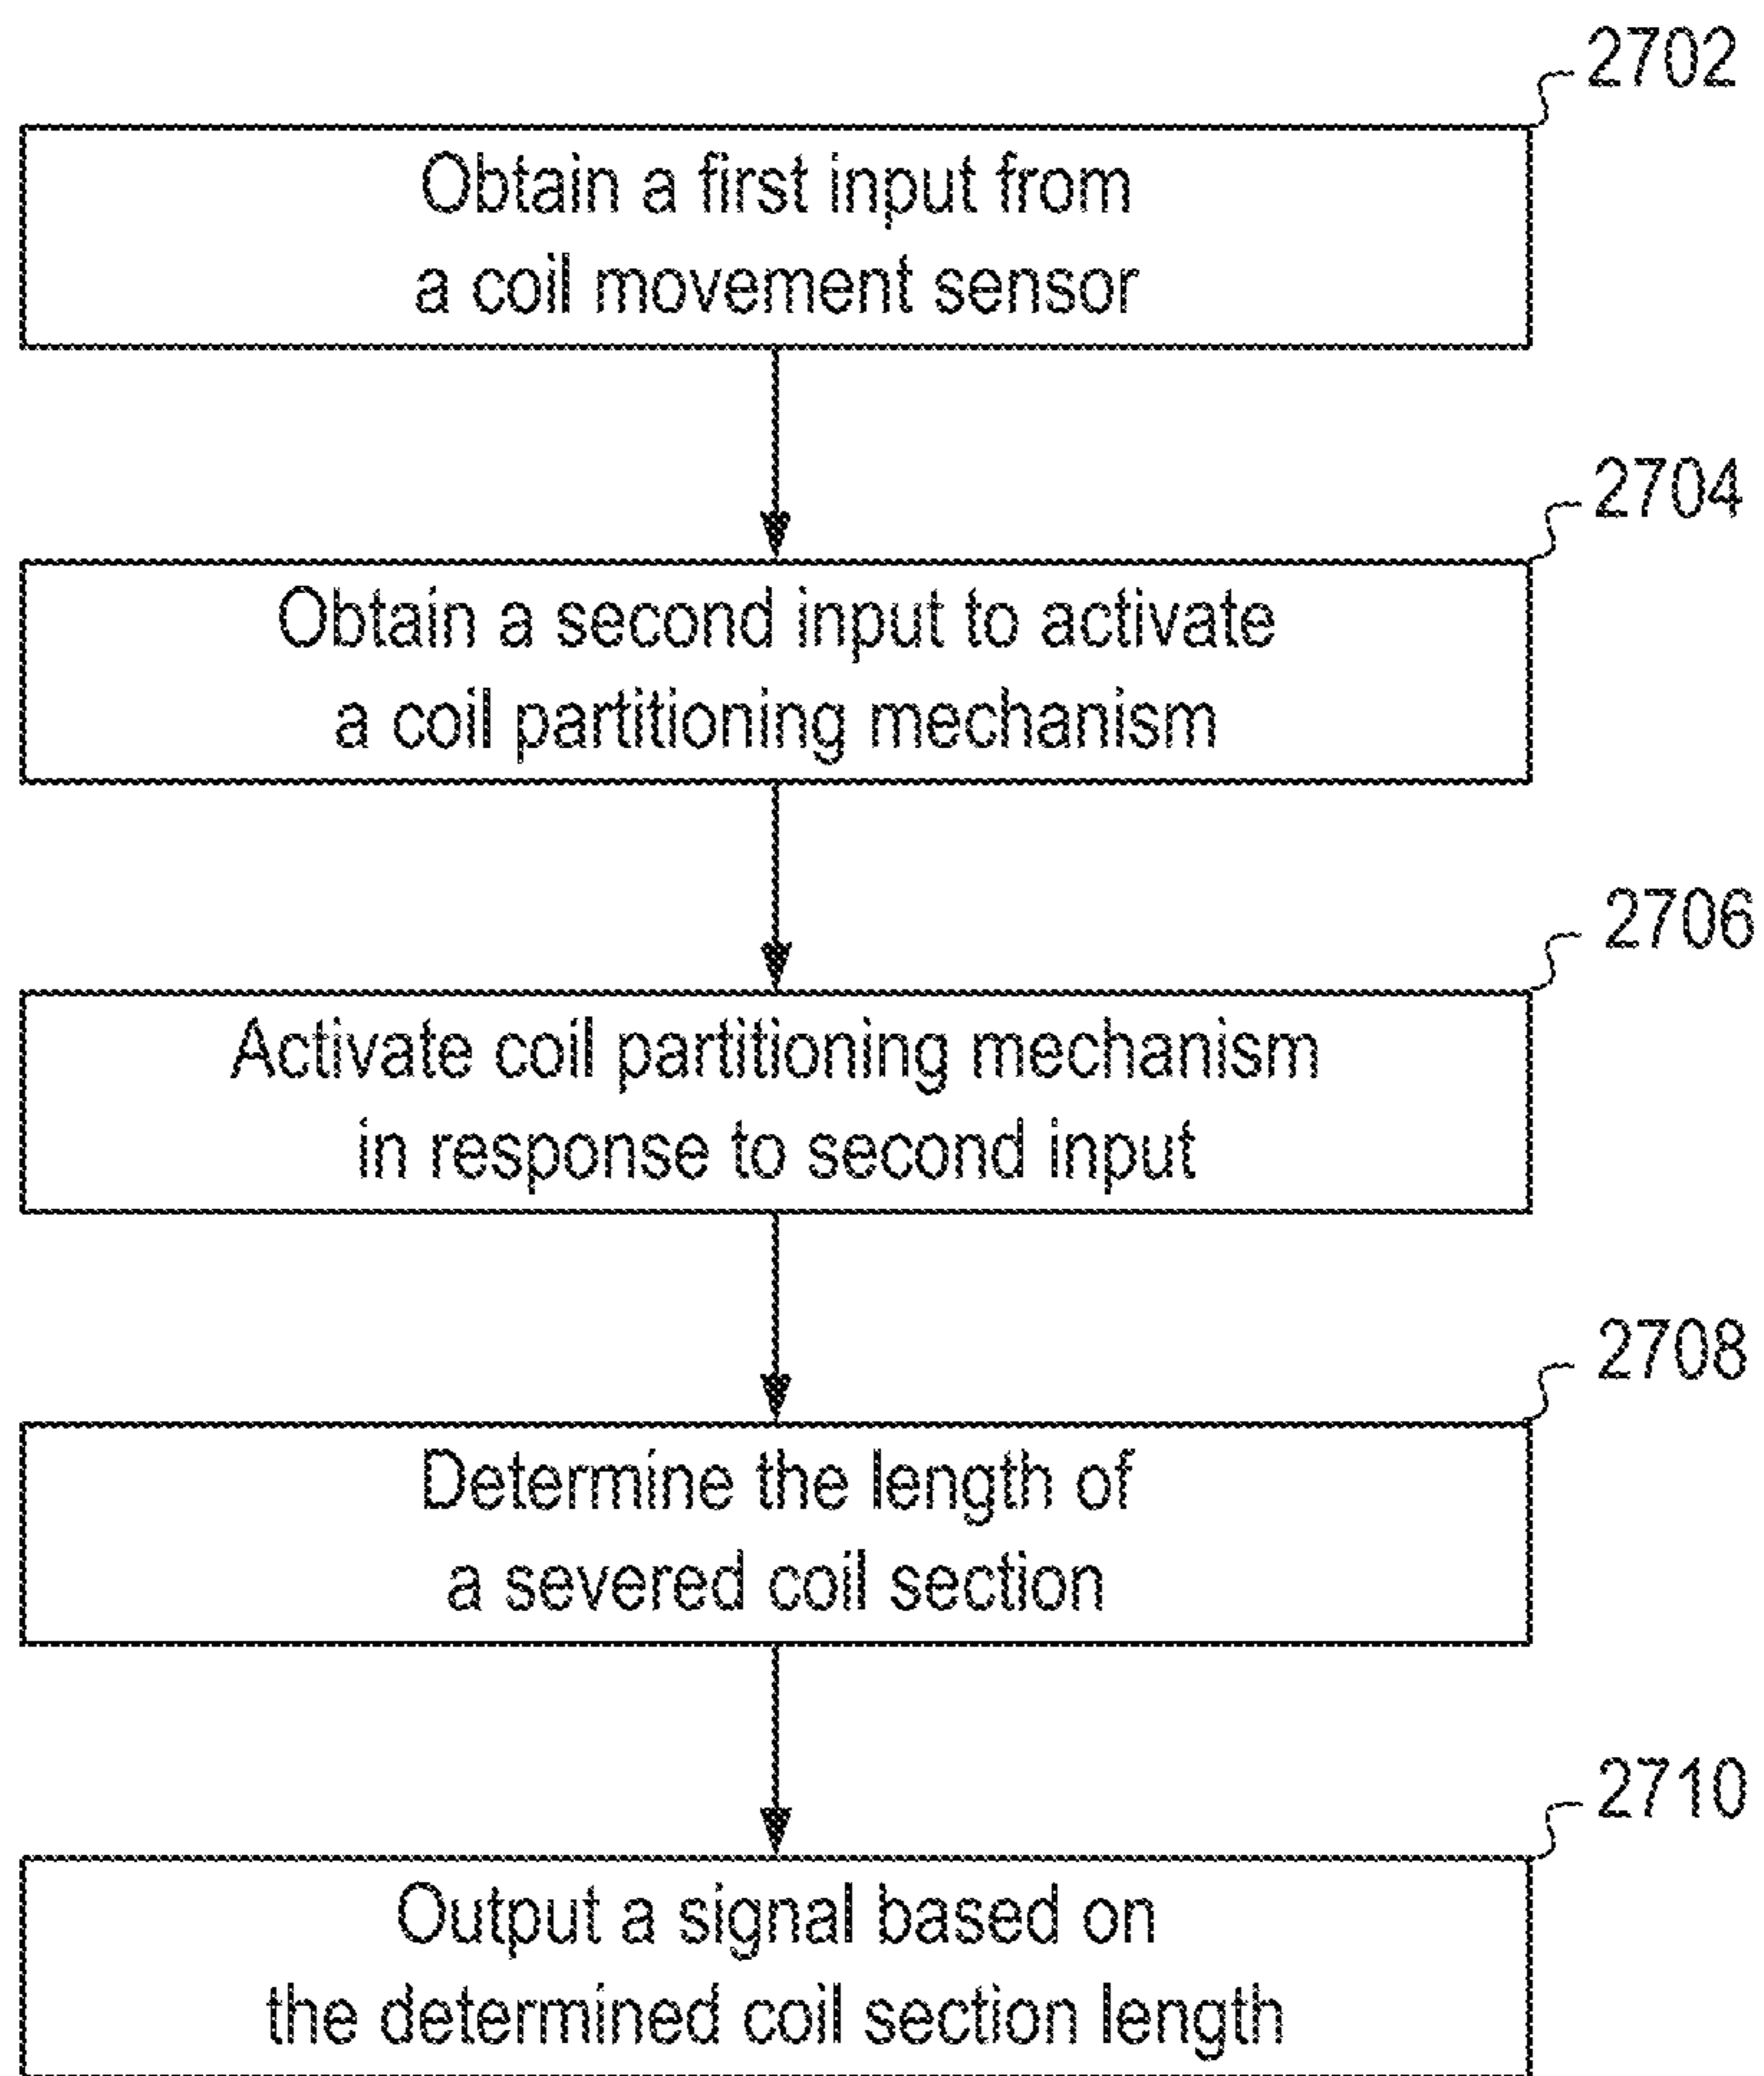 2702
Obtain a first input from
a coil movement sensor
2704
Obtain a second input to activate
a coil partitioning mechanism
2706
Activate coil partitioning mechanism
in response to second input
2708
Determine the length of
a severed coil section
2710
Output a signal based on
the determined coil section length